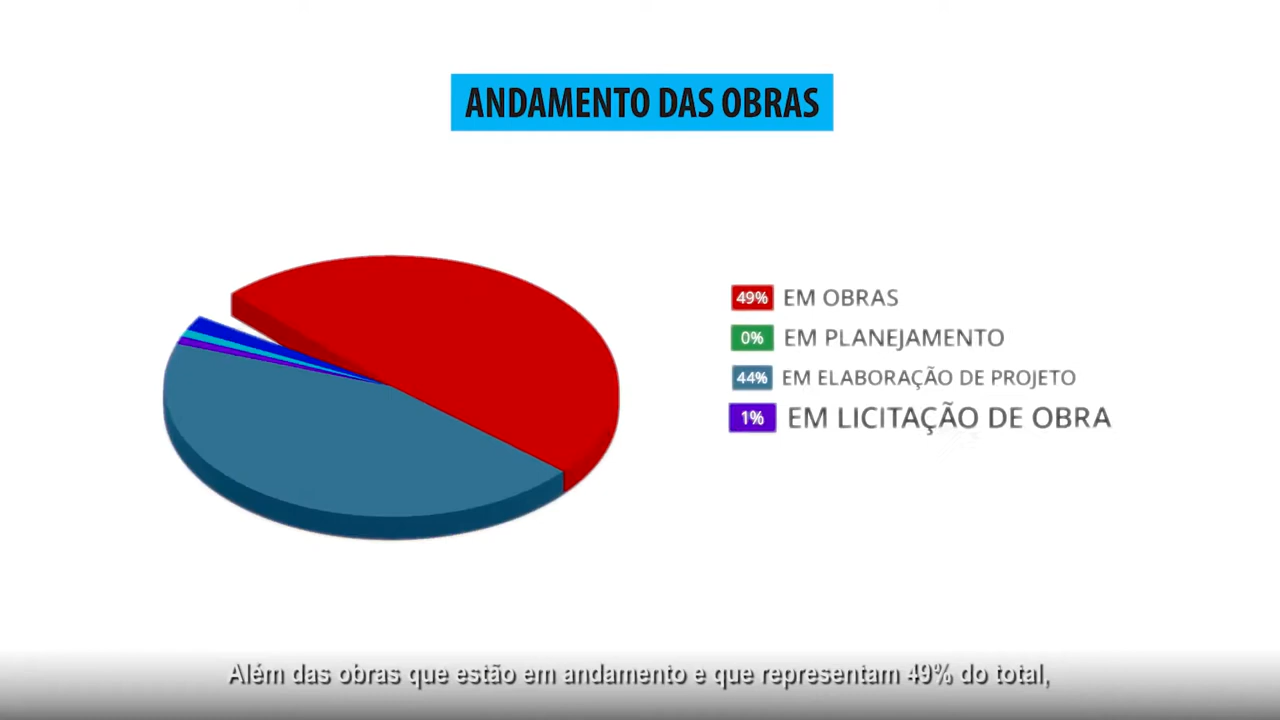 ANDAMENTO DAS OBRAS
49% EM OBRAS
0% EM PLANEJAMENTO
44% EM ELABORAÇÃO DE PROJETO
1% EM LICITAÇÃO DE OBRA
Além das obras que estão em andamento e que representam 49% do total,